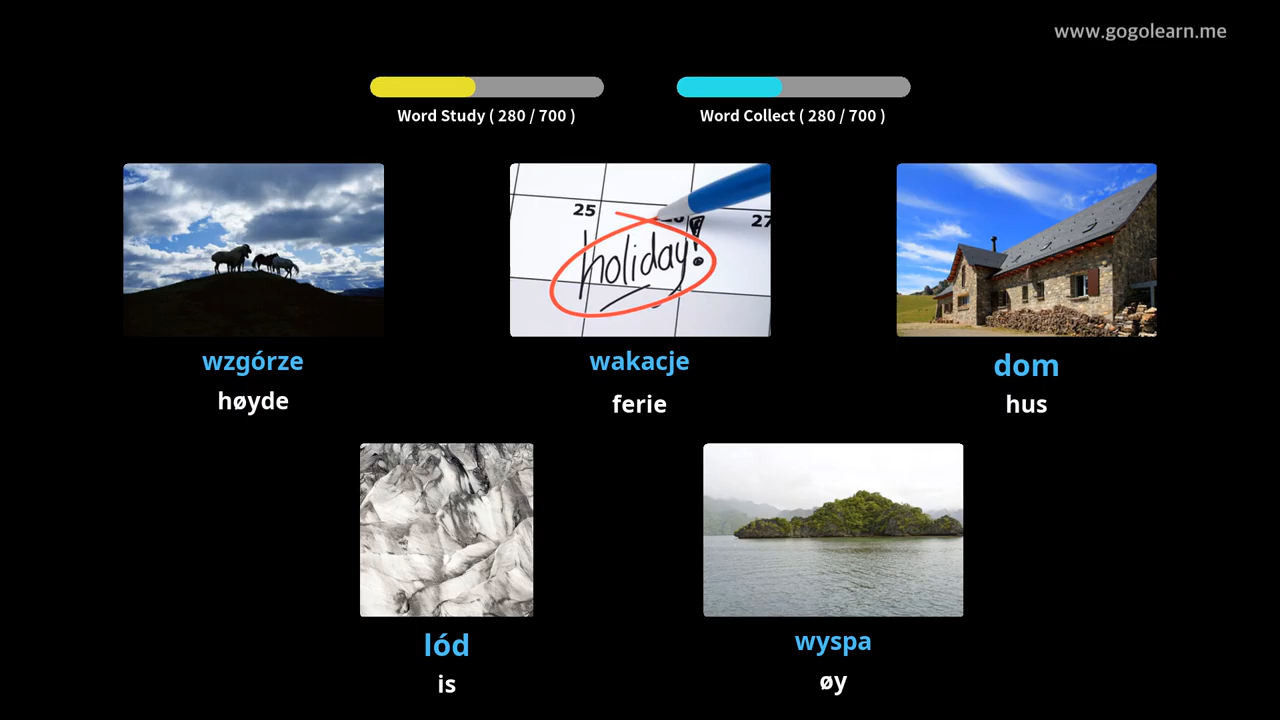 www.gogolearn.me
Word Study ( 280 / 700 )
Word Collect ( 280 / 700 )
25
27
holiday!
wzgórze
wakacje
dom
høyde
ferie
hus
lód
wyspa
is
øy